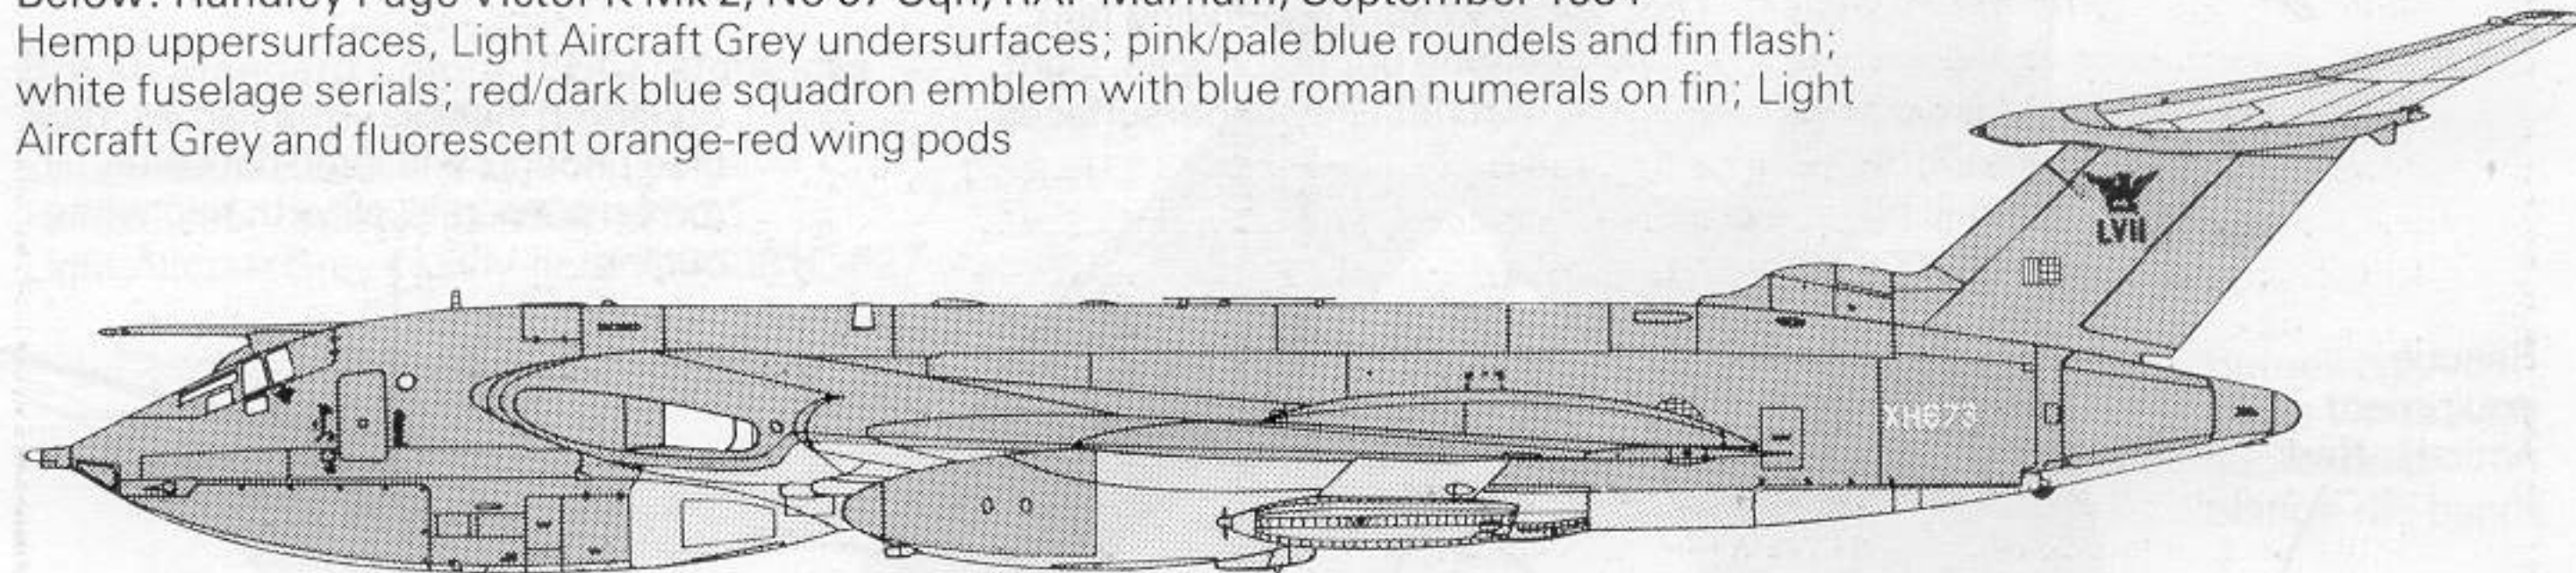 Hemp uppersurfaces, Light Aircraft Grey undersurfaces; pink/pale blue roundels and fin flash;
white fuselage serials; red/dark blue squadron emblem with blue roman numerals on fin; Light
Aircraft Grey and fluorescent orange-red wing pods
LVII
XH673